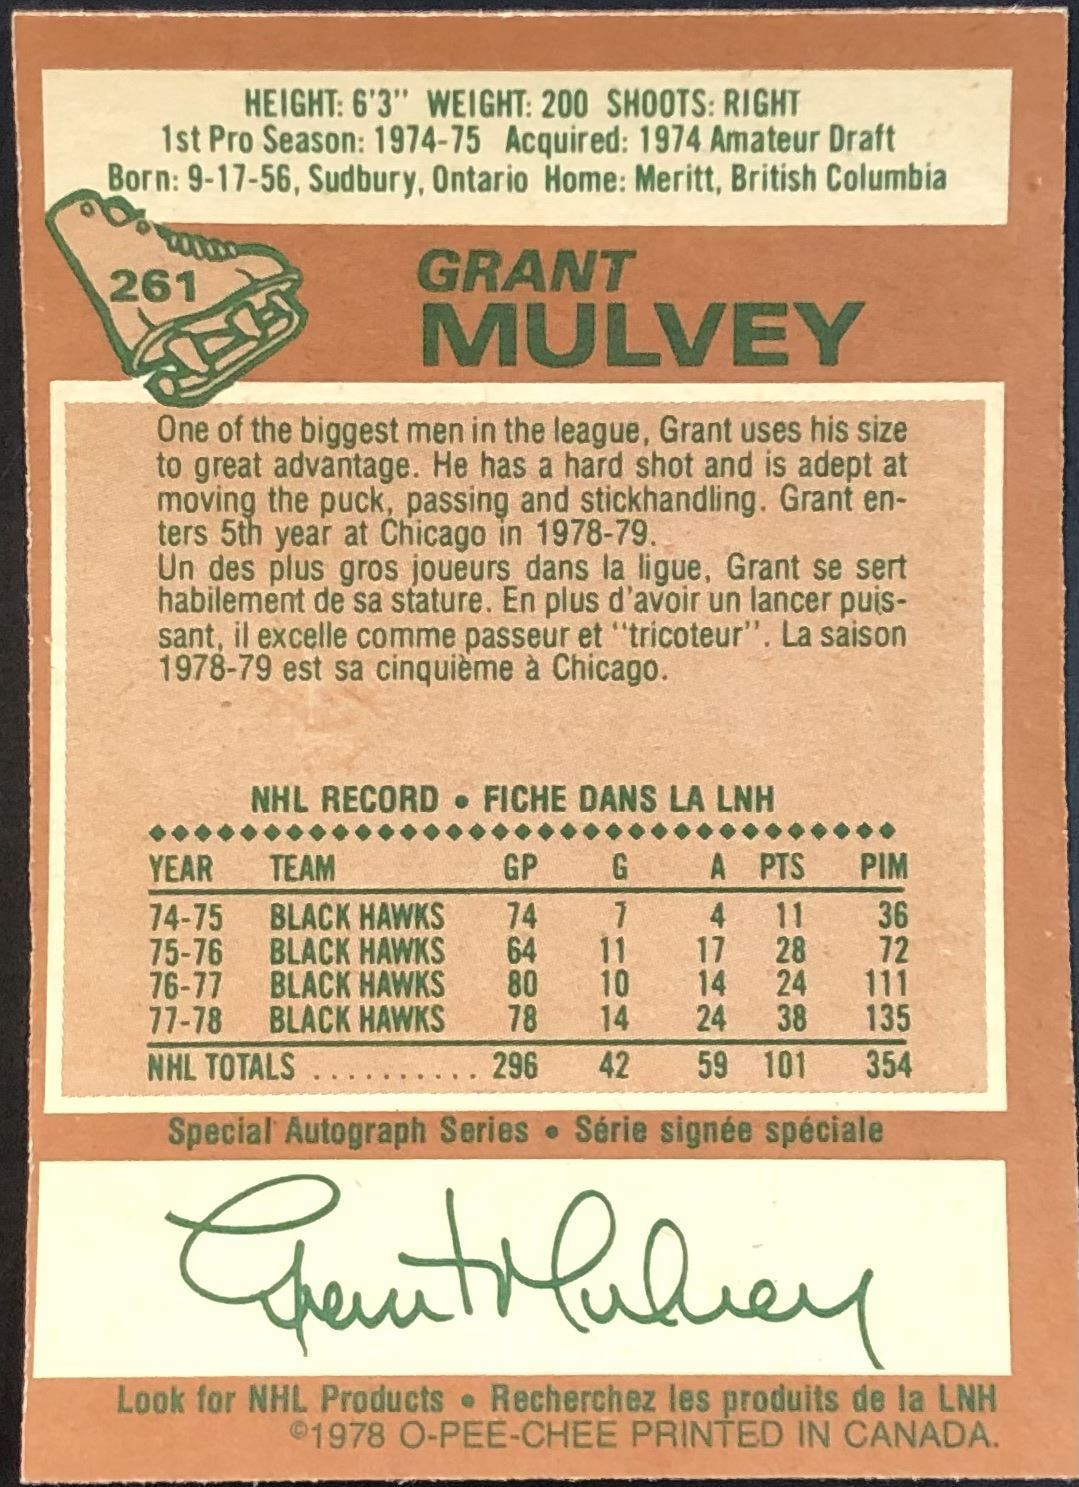 HEIGHT: 6'3" WEIGHT: 200 SHOOTS: RIGHT
1st Pro Season: 1974-75 Acquired: 1974 Amateur Draft
Born: 9-17-56, Sudbury, Ontario Home: Meritt, British Columbia
261
GRANT
MULVEY
One of the biggest men in the league, Grant uses his size
to great advantage. He has a hard shot and is adept at
moving the puck, passing and stickhandling. Grant en-
ters 5th year at Chicago in 1978-79.
Un des plus gros joueurs dans la ligue, Grant se sert
habilement de sa stature. En plus d'avoir un lancer puis-
sant, il excelle comme passeur et "tricoteur". La saison
1978-79 est sa cinquième à Chicago.
NHL RECORD • FICHE DANS LA LNH
YEAR TEAM GP G A PTS PIM
74-75 BLACK HAWKS 74 7 4 11 36
75-76 BLACK HAWKS 64 11 17 28 72
76-77 BLACK HAWKS 80 10 14 24 111
77-78 BLACK HAWKS 78 14 24 38 135
NHL TOTALS .......... 296 42 59 101 354
Special Autograph Series • Série signée spéciale
Grant Mulvey
Look for NHL Products • Recherchez les produits de la LNH
©1978 O-PEE-CHEE PRINTED IN CANADA.